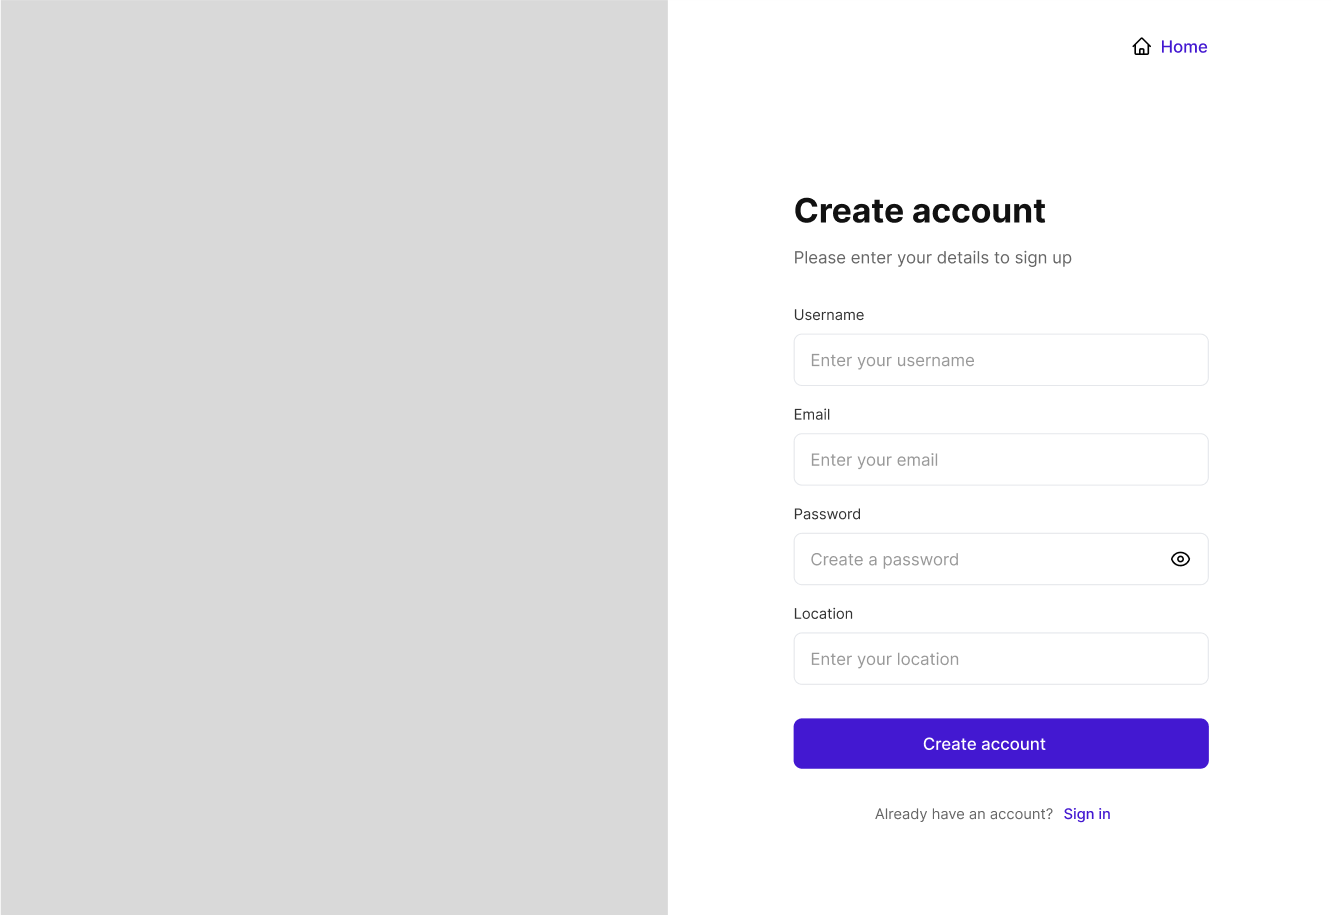 Home
Create account
Please enter your details to sign up
Username
Enter your username
Email
Enter your email
Password
Create a password
Location
Enter your location
Create account
Already have an account? Sign in